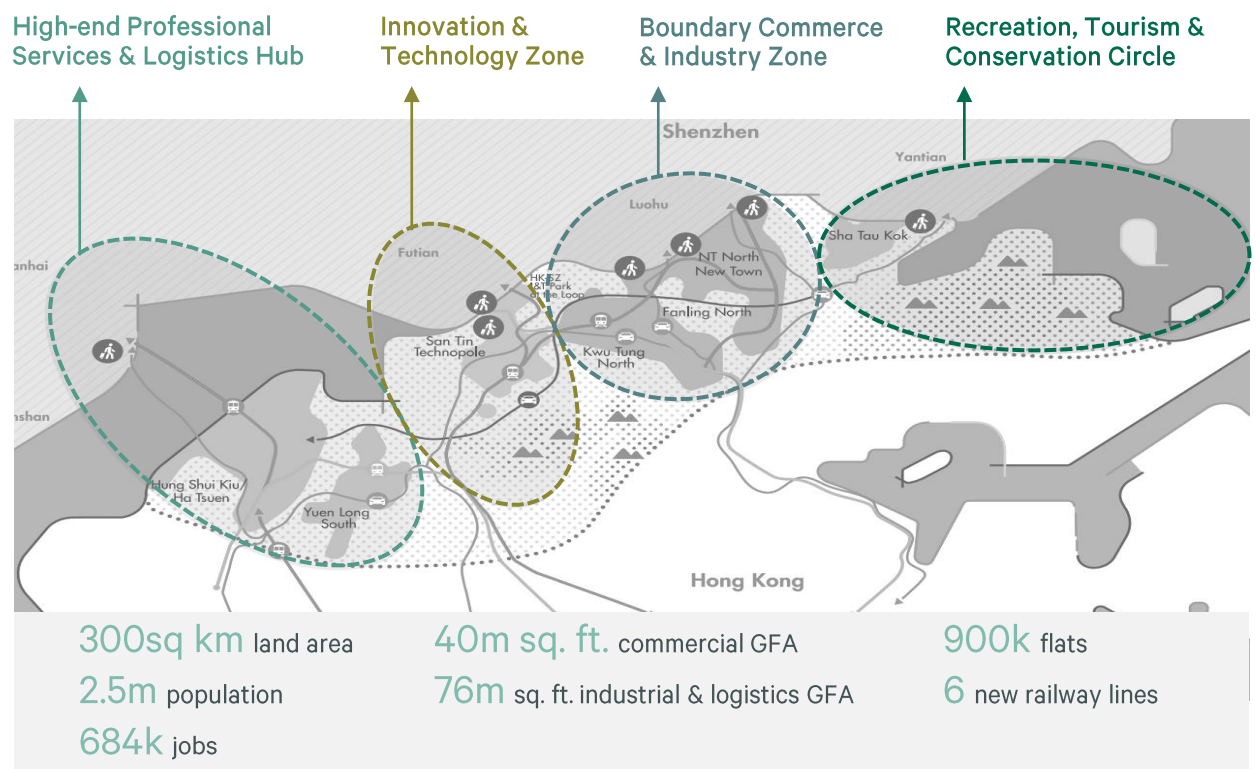 High-end Professional
Services & Logistics Hub
Innovation &
Technology Zone
Boundary Commerce
& Industry Zone
Recreation, Tourism &
Conservation Circle
Shenzhen
Yantian
Luohu
Sha Tau Kok
Futian
anhai
NT North
New Town
HK-SZ
I&T Park
at the Loop
Fanling North
San Tin
Technopole
Kwu Tung
North
nshan
Hung Shui Kiu/
Ha Tsuen
Yuen Long
South
Hong Kong
300sq km land area
40m sq. ft. commercial GFA
900k flats
2.5m population
76m sq. ft. industrial & logistics GFA
6 new railway lines
684k jobs